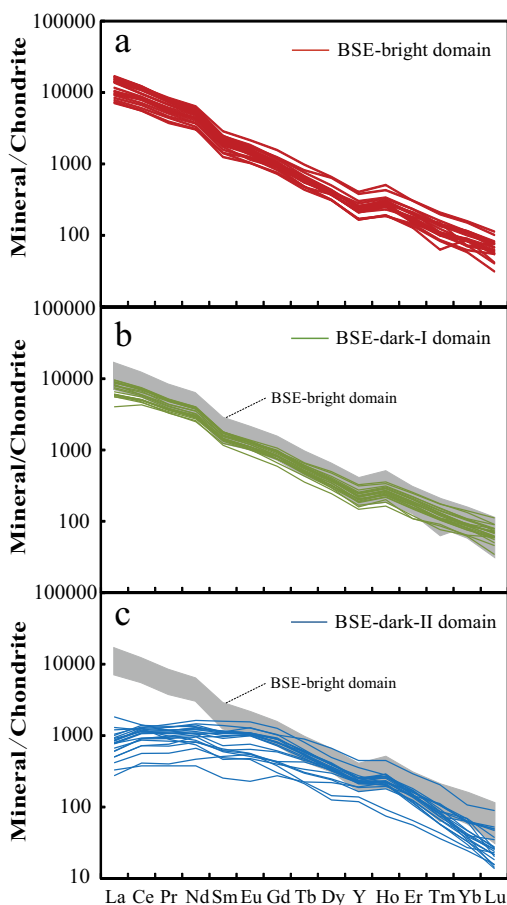 100000
a
BSE-bright domain
10000
1000
100
Mineral/Chondrite
100000
b
BSE-dark-I domain
10000
BSE-bright domain
1000
100
Mineral/Chondrite
100000
c
BSE-dark-II domain
10000
BSE-bright domain
1000
100
10
Mineral/Chondrite
La Ce Pr Nd Sm Eu Gd Tb Dy Y Ho Er Tm Yb Lu